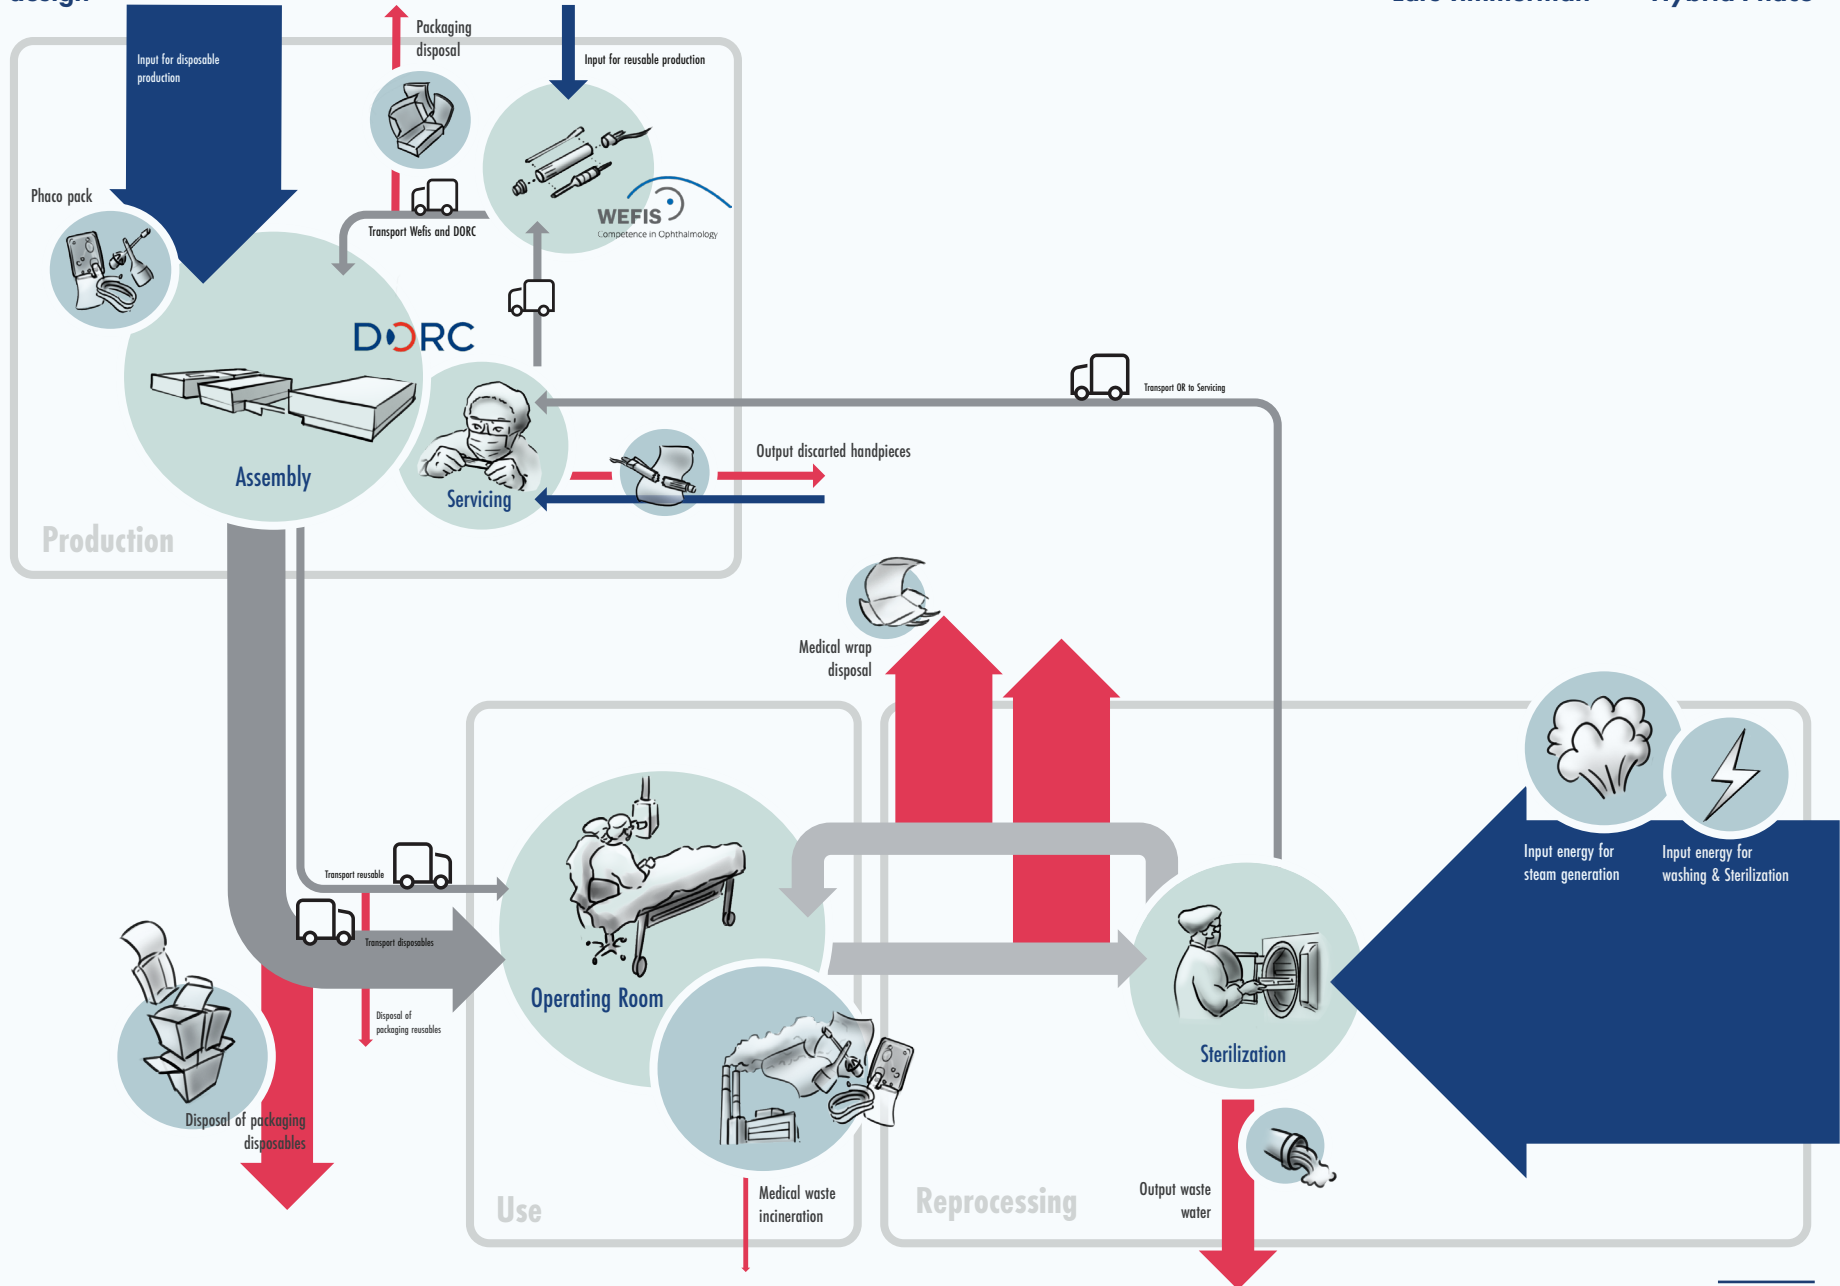 Packaging
disposal
Input for disposable
production
Input for reusable production
Phaco pack
Transport Wefis and DORC
WEFIS
Competence in Ophthalmology
DORC
Transport OR to Servicing
Output discarted handpieces
Assembly
Servicing
Production
Medical wrap
disposal
Input energy for
steam generation
Input energy for
washing & Sterilization
Transport reusable
Transport disposables
Operating Room
Disposal of
packaging reusables
Sterilization
Disposal of packaging
disposables
Medical waste
incineration
Output waste
water
Use
Reprocessing